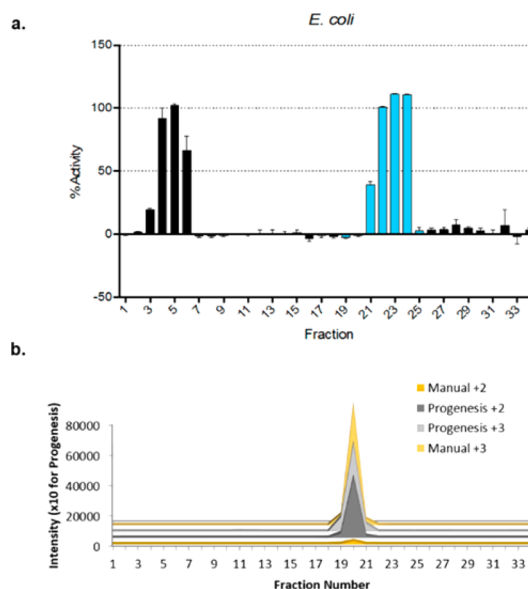 a.
E. coli
%Activity
150
100
50
0
-50
1 3 5 7 9 11 13 15 17 19 21 23 25 27 29 31 33
Fraction
b.
Intensity (x10 for Progenesis)
80000
60000
40000
20000
0
Manual +2
Progenesis +2
Progenesis +3
Manual +3
1 3 5 7 9 11 13 15 17 19 21 23 25 27 29 31 33
Fraction Number